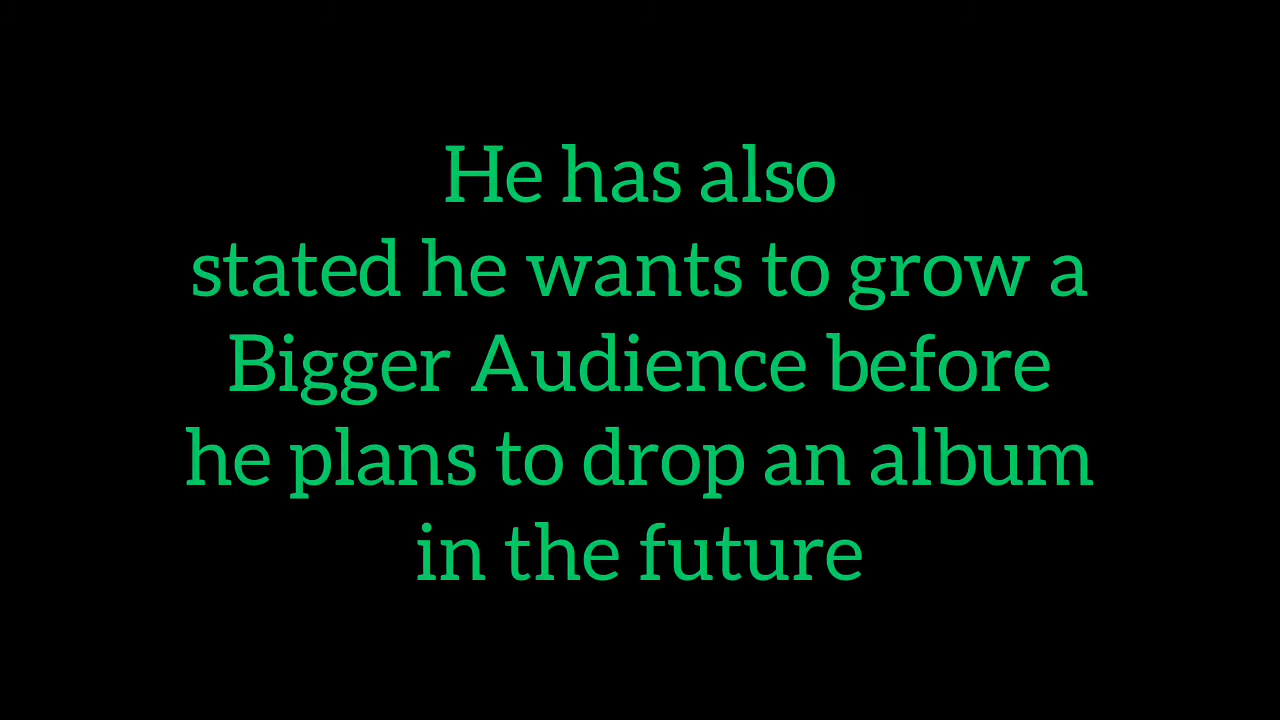 He has also
stated he wants to grow a
Bigger Audience before
he plans to drop an album
in the future